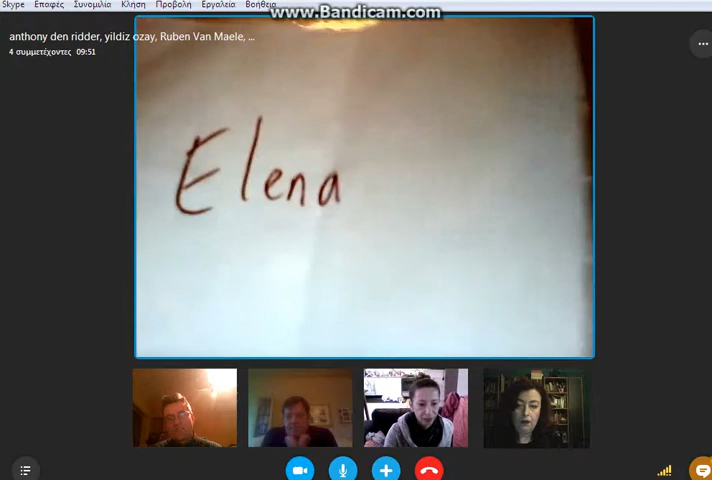 Skype Επαφές Συνομιλία Κλήση Προβολή Εργαλεία Βοήθεια
www.Bandicam.com
anthony den ridder, yildiz ozay, Ruben Van Maele, ...
4 συμμετέχοντες 09:51
Elena